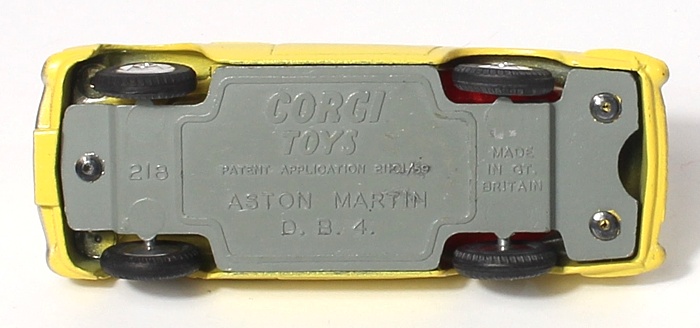 218
CORGI
TOYS
PATENT APPLICATION
ASTON MARTIN
D. B. 4.
MADE
IN GT.
BRITAIN